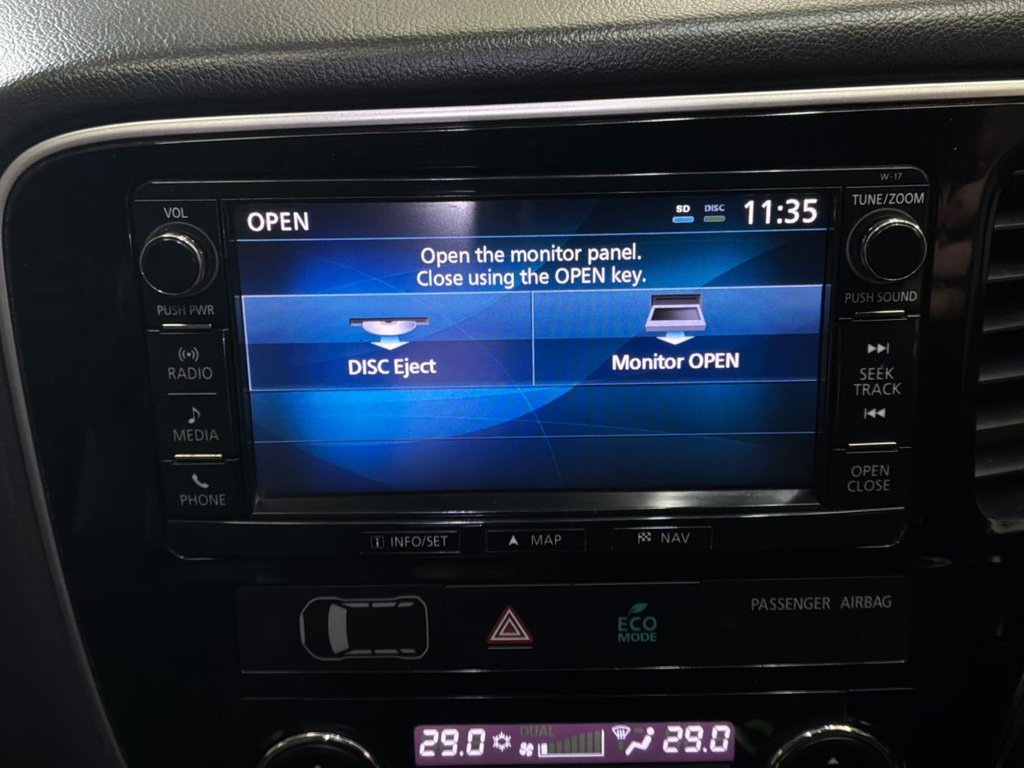 W-17
VOL
TUNE/ZOOM
OPEN
SD DISC 11:35
Open the monitor panel.
Close using the OPEN key.
PUSH PWR
PUSH SOUND
DISC Eject
Monitor OPEN
RADIO
SEEK
TRACK
MEDIA
PHONE
OPEN
CLOSE
i INFO/SET
MAP
NAV
PASSENGER AIRBAG
ECO
MODE
DUAL
29.0
29.0